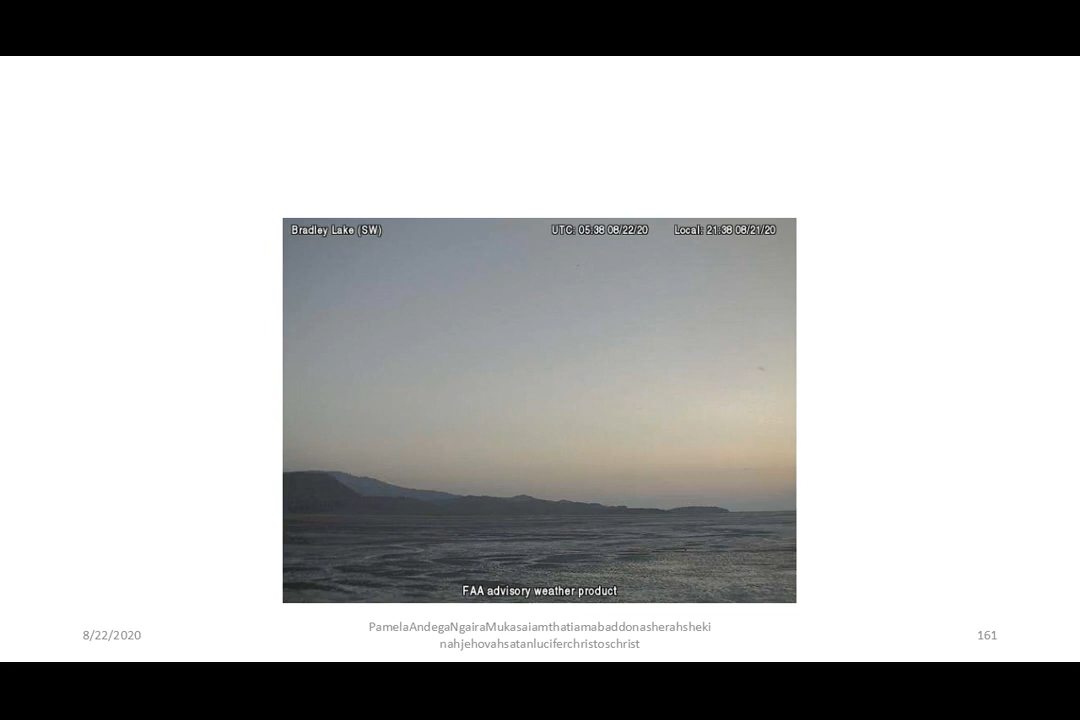 Bradley Lake (SW) UTC: 05:38 08/22/20 Local: 21:38 08/21/20
FAA advisory weather product
8/22/2020
PamelaAndegaNgairaMukasaiamthatiamabaddonasherahsheki
nahjehovahsatanluciferchristoschrist
161